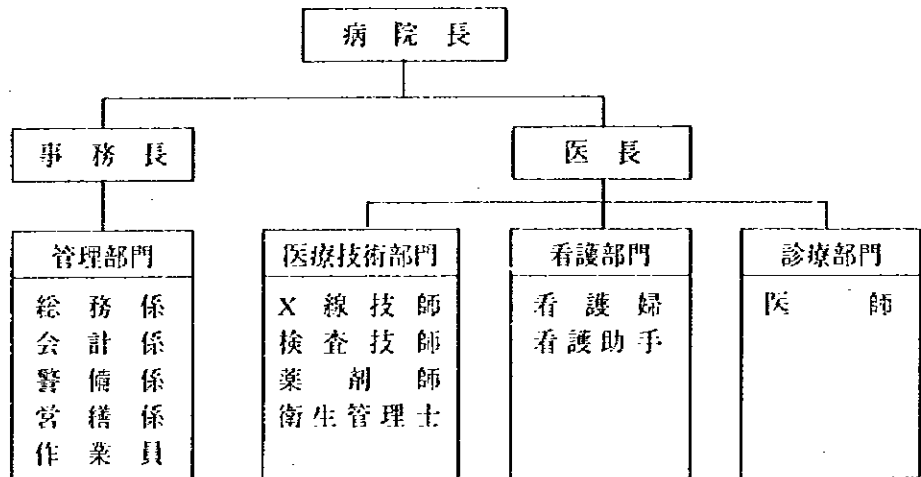 病院長
事務長
医長
管理部門
総務係
会計係
警備係
営繕係
作業員
医療技術部門
X線技師
検査技師
薬剤師
衛生管理士
看護部門
看護婦
看護助手
診療部門
医師